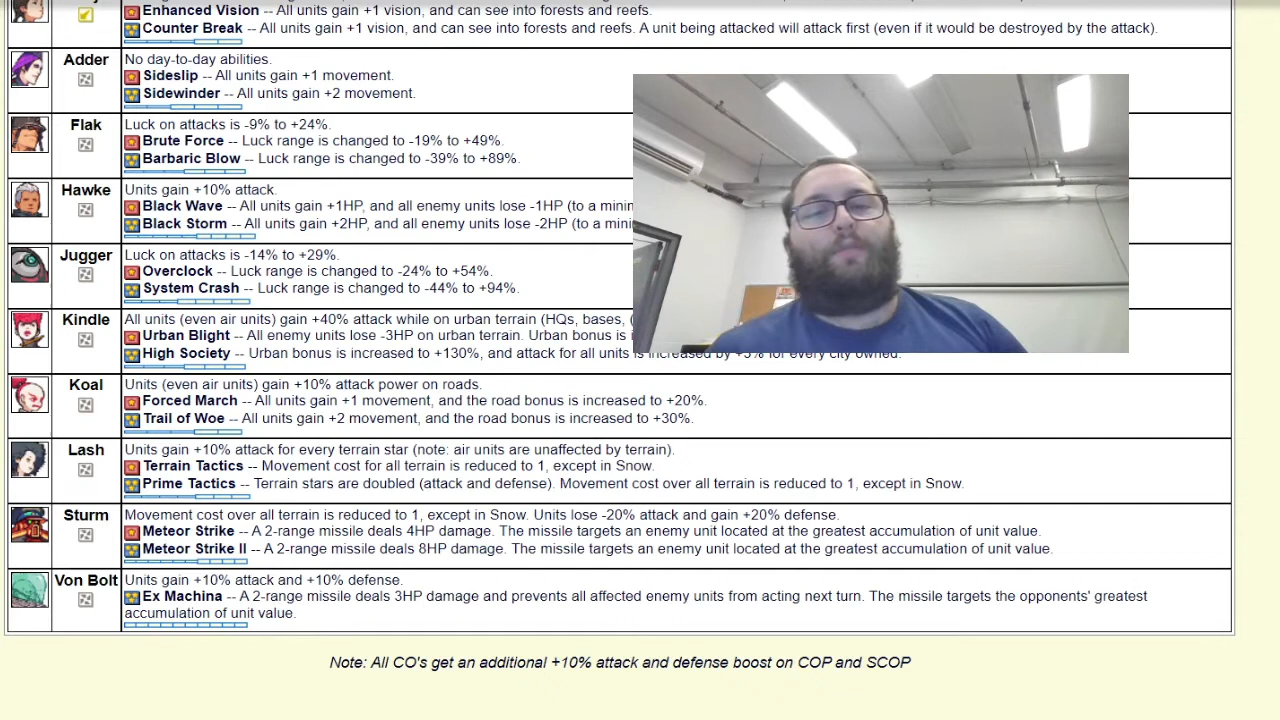 Enhanced Vision -- All units gain +1 vision, and can see into forests and reefs.
Counter Break -- All units gain +1 vision, and can see into forests and reefs. A unit being attacked will attack first (even if it would be destroyed by the attack).
Adder
No day-to-day abilities.
Sideslip -- All units gain +1 movement.
Sidewinder -- All units gain +2 movement.
Flak
Luck on attacks is -9% to +24%.
Brute Force -- Luck range is changed to -19% to +49%.
Barbaric Blow -- Luck range is changed to -39% to +89%.
Hawke
Units gain +10% attack.
Black Wave -- All units gain +1HP, and all enemy units lose -1HP (to a
Black Storm -- All units gain +2HP, and all enemy units lose -2HP (to a
Jugger
Luck on attacks is -14% to +29%.
Overclock -- Luck range is changed to -24% to +54%.
System Crash -- Luck range is changed to -44% to +94%.
Kindle
All units (even air units) gain +40% attack while on urban terrain (HQs, bases,
Urban Blight -- All enemy units lose -3HP on urban terrain. Urban bonus is
High Society -- Urban bonus is increased to +130%, and attack for all units is increased by +3% for every city owned.
Koal
Units (even air units) gain +10% attack power on roads.
Forced March -- All units gain +1 movement, and the road bonus is increased to +20%.
Trail of Woe -- All units gain +2 movement, and the road bonus is increased to +30%.
Lash
Units gain +10% attack for every terrain star (note: air units are unaffected by terrain).
Terrain Tactics -- Movement cost for all terrain is reduced to 1, except in Snow.
Prime Tactics -- Terrain stars are doubled (attack and defense). Movement cost over all terrain is reduced to 1, except in Snow.
Sturm
Movement cost over all terrain is reduced to 1, except in Snow. Units lose -20% attack and gain +20% defense.
Meteor Strike -- A 2-range missile deals 4HP damage. The missile targets an enemy unit located at the greatest accumulation of unit value.
Meteor Strike II -- A 2-range missile deals 8HP damage. The missile targets an enemy unit located at the greatest accumulation of unit value.
Von Bolt
Units gain +10% attack and +10% defense.
Ex Machina -- A 2-range missile deals 3HP damage and prevents all affected enemy units from acting next turn. The missile targets the opponents' greatest
accumulation of unit value.
Note: All CO's get an additional +10% attack and defense boost on COP and SCOP